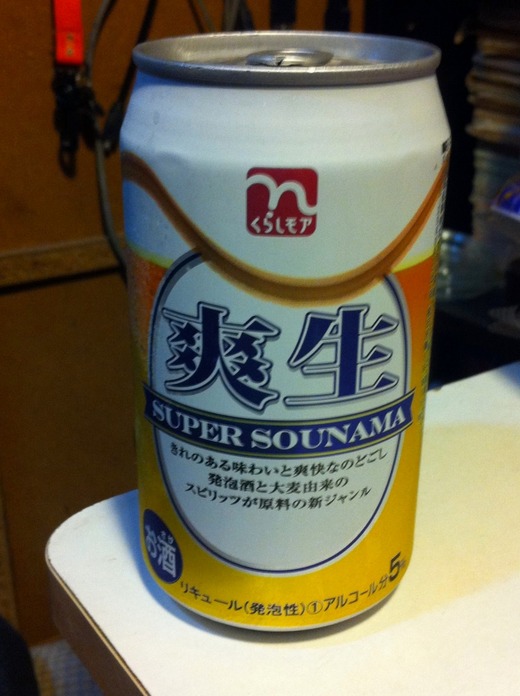 くらしモア
爽生
SUPER SOUNAMA
きれのある味わいと爽快なのどごし
発泡酒と大麦由来の
スピリッツが原料の新ジャンル
お酒
リキュール(発泡性)①アルコール分5%